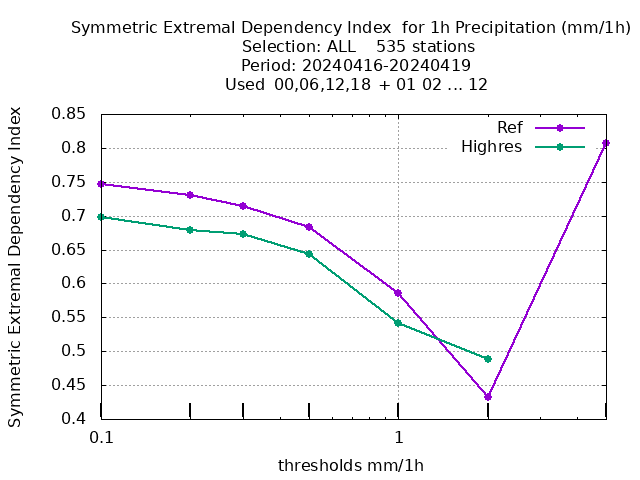 Symmetric Extremal Dependency Index  for 1h Precipitation (mm/1h)
Selection: ALL    535 stations
Period: 20240416-20240419
Used  00,06,12,18  + 01 02 ... 12
Ref
Highres
0.85
0.8
0.75
0.7
0.65
0.6
0.55
0.5
0.45
0.4
Symmetric Extremal Dependency Index
0.1
1
thresholds mm/1h